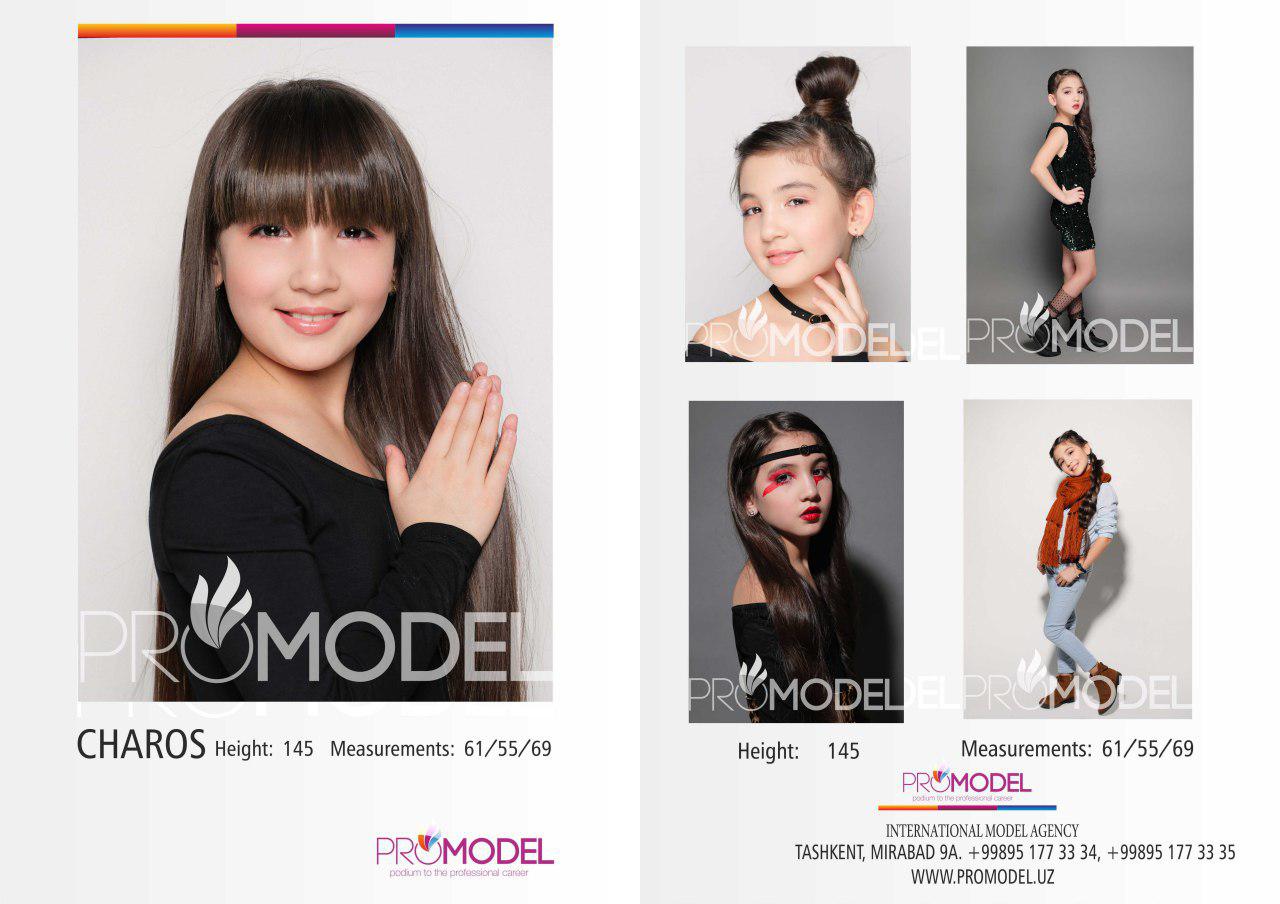 PROMODEL
CHAROS Height: 145 Measurements: 61/55/69
PROMODEL
podium to the professional career
PROMODEL
PROMODEL
PROMODEL
PROMODEL
Height: 145 Measurements: 61/55/69
PROMODEL
podium to the professional career
INTERNATIONAL MODEL AGENCY
TASHKENT, MIRABAD 9A. +99895 177 33 34, +99895 177 33 35
WWW.PROMODEL.UZ